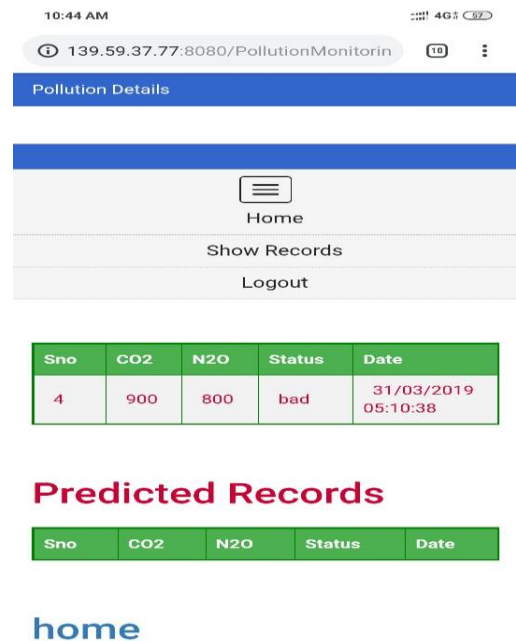 10:44 AM 4G 57
139.59.37.77:8080/PollutionMonitorin 10
Pollution Details
Home
Show Records
Logout
Sno CO2 N2O Status Date
4 900 800 bad 31/03/2019
05:10:38
Predicted Records
Sno CO2 N2O Status Date
home